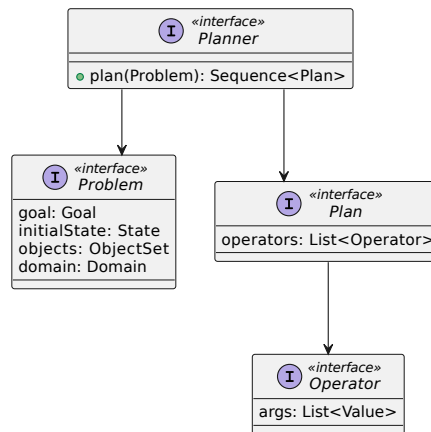 I
«interface»
Planner
plan(Problem): Sequence<Plan>
I
«interface»
Problem
goal: Goal
initialState: State
objects: ObjectSet
domain: Domain
I
«interface»
Plan
operators: List<Operator>
I
«interface»
Operator
args: List<Value>